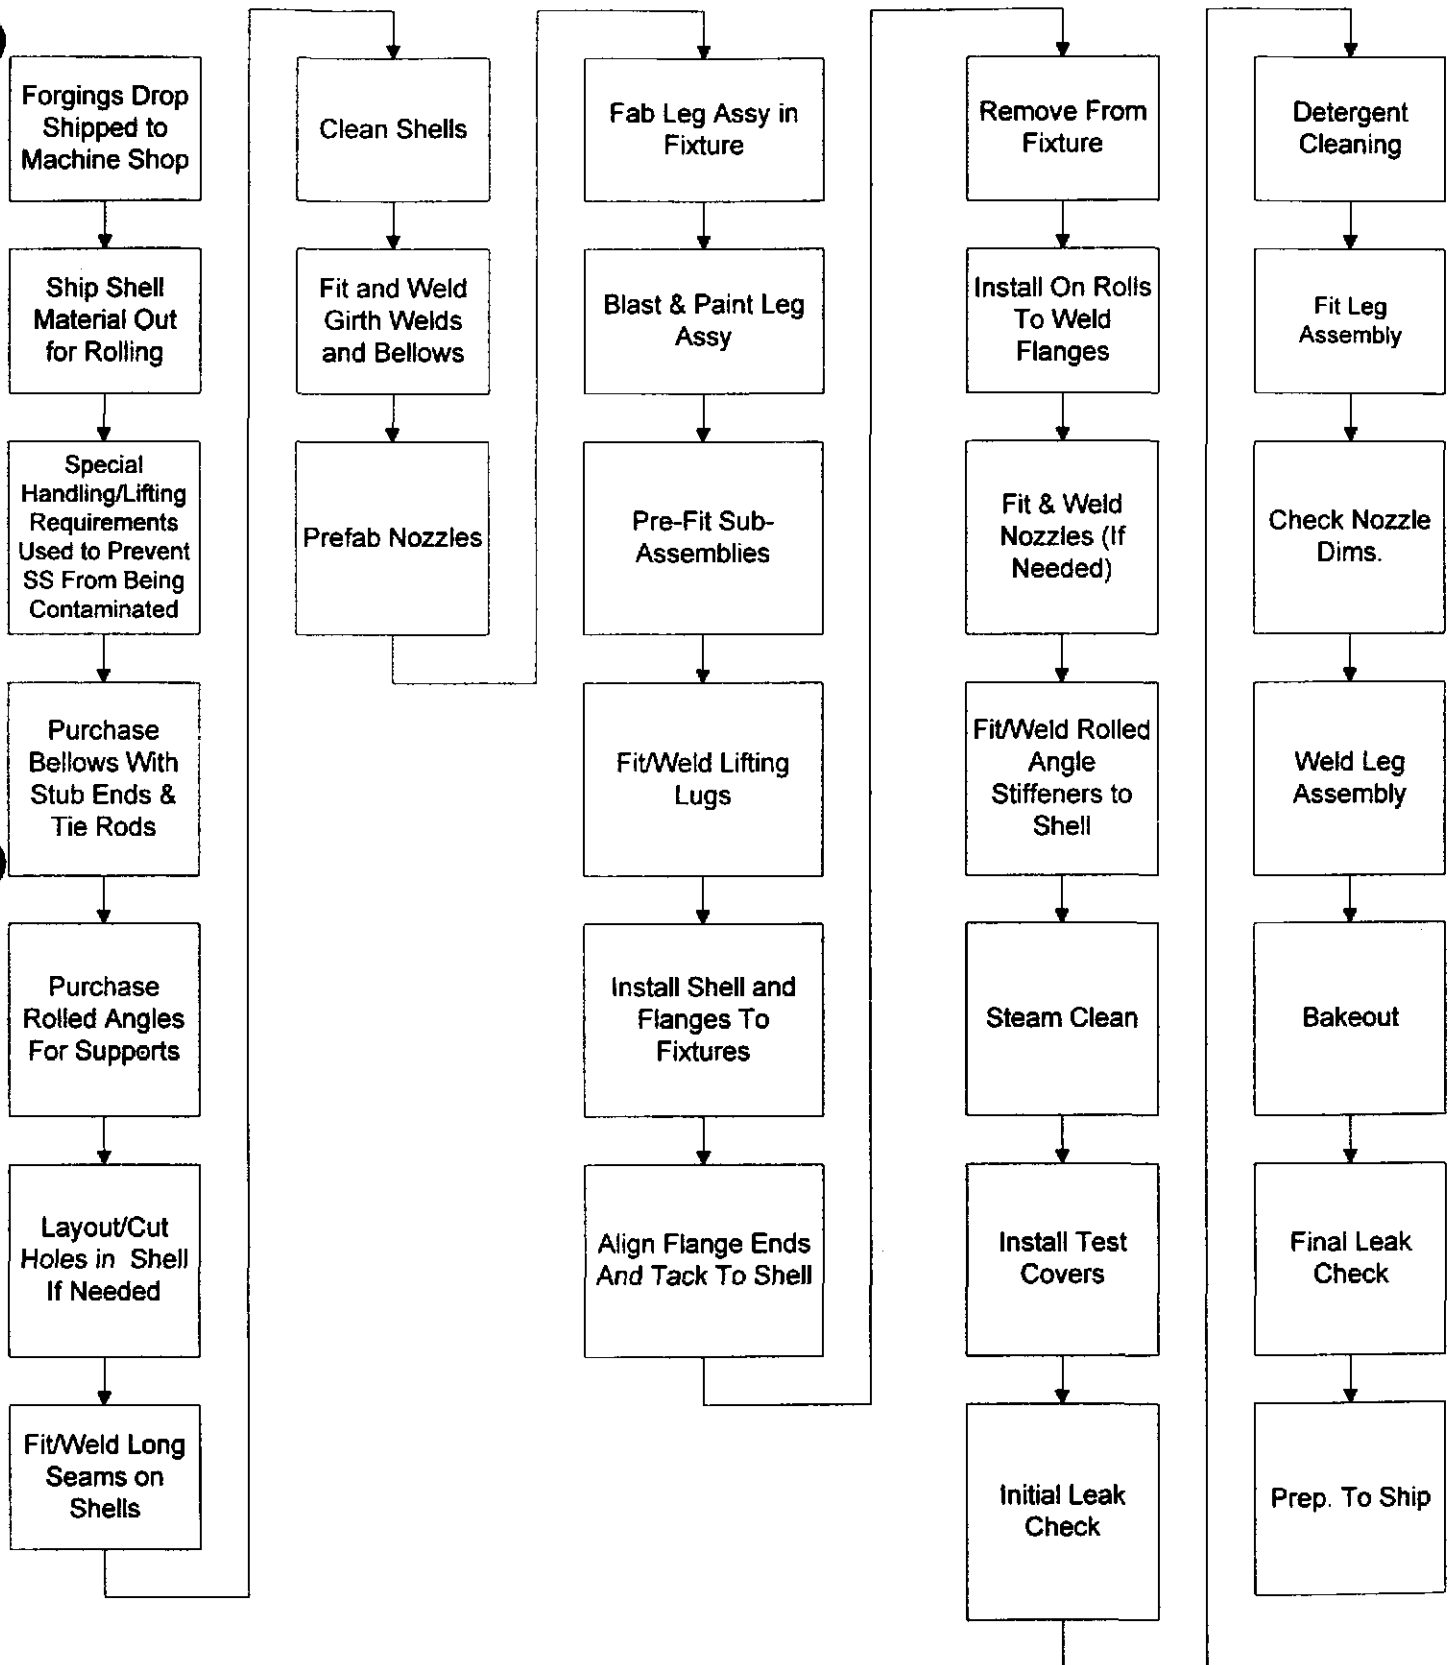 Forgings Drop
Shipped to
Machine Shop
Ship Shell
Material Out
for Rolling
Special
Handling/Lifting
Requirements
Used to Prevent
SS From Being
Contaminated
Purchase
Bellows With
Stub Ends &
Tie Rods
Purchase
Rolled Angles
For Supports
Layout/Cut
Holes in Shell
If Needed
Fit/Weld Long
Seams on
Shells
Clean Shells
Fit and Weld
Girth Welds
and Bellows
Prefab Nozzles
Fab Leg Assy in
Fixture
Blast & Paint Leg
Assy
Pre-Fit Sub-
Assemblies
Fit/Weld Lifting
Lugs
Install Shell and
Flanges To
Fixtures
Align Flange Ends
And Tack To Shell
Remove From
Fixture
Install On Rolls
To Weld
Flanges
Fit & Weld
Nozzles (If
Needed)
Fit/Weld Rolled
Angle
Stiffeners to
Shell
Steam Clean
Install Test
Covers
Initial Leak
Check
Detergent
Cleaning
Fit Leg
Assembly
Check Nozzle
Dims.
Weld Leg
Assembly
Bakeout
Final Leak
Check
Prep. To Ship